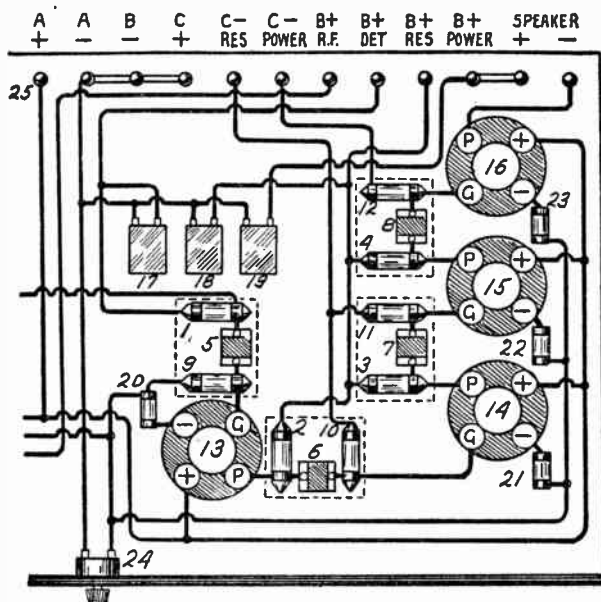 A A B C C- C- B+ B+ B+ B+ SPEAKER
+ - - + RES POWER R.F. DET RES POWER + -
25
P + 16 G -
12 23
8
17 18 19
4 P + 15 G -
1 11
5 7 22
9 3
20 P + 14 G -
- G 13 + P
2 10
6 21
24